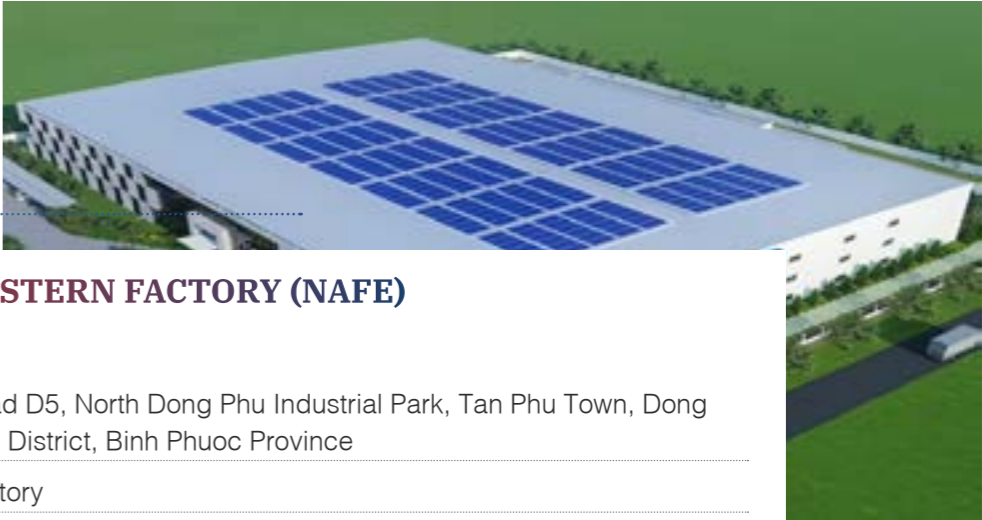 STERN FACTORY (NAFE)
d D5, North Dong Phu Industrial Park, Tan Phu Town, Dong
District, Binh Phuoc Province
tory